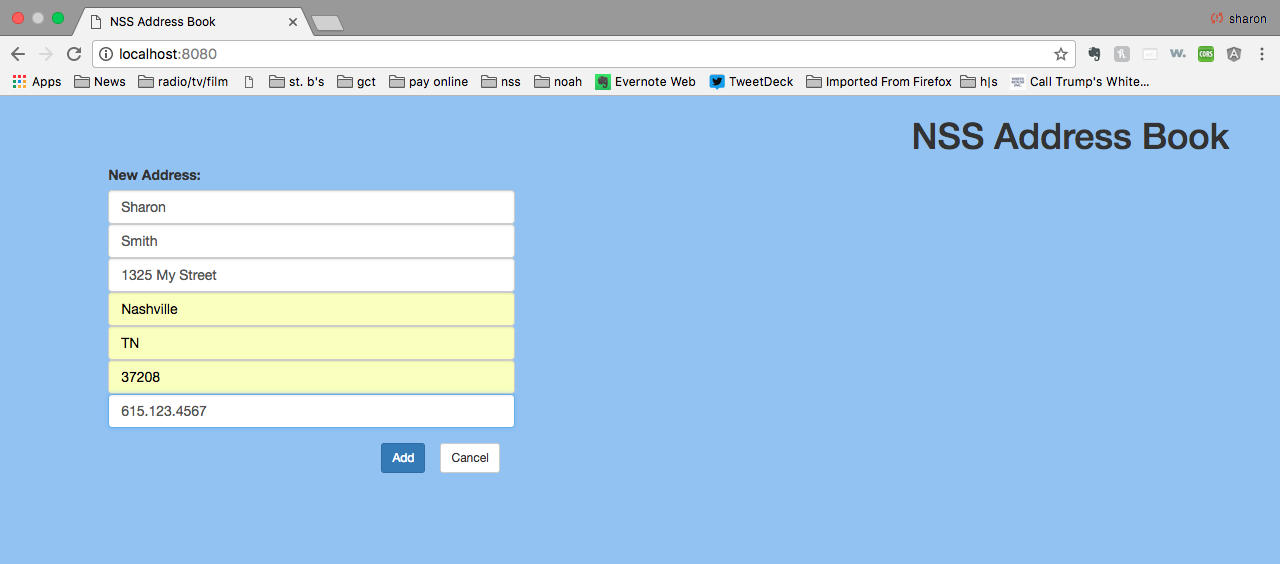 NSS Address Book
sharon
localhost:8080
Apps News radio/tv/film st. b's gct pay online nss noah Evernote Web TweetDeck Imported From Firefox h|s Call Trump's White...
NSS Address Book
New Address:
Sharon
Smith
1325 My Street
Nashville
TN
37208
615.123.4567
Add Cancel